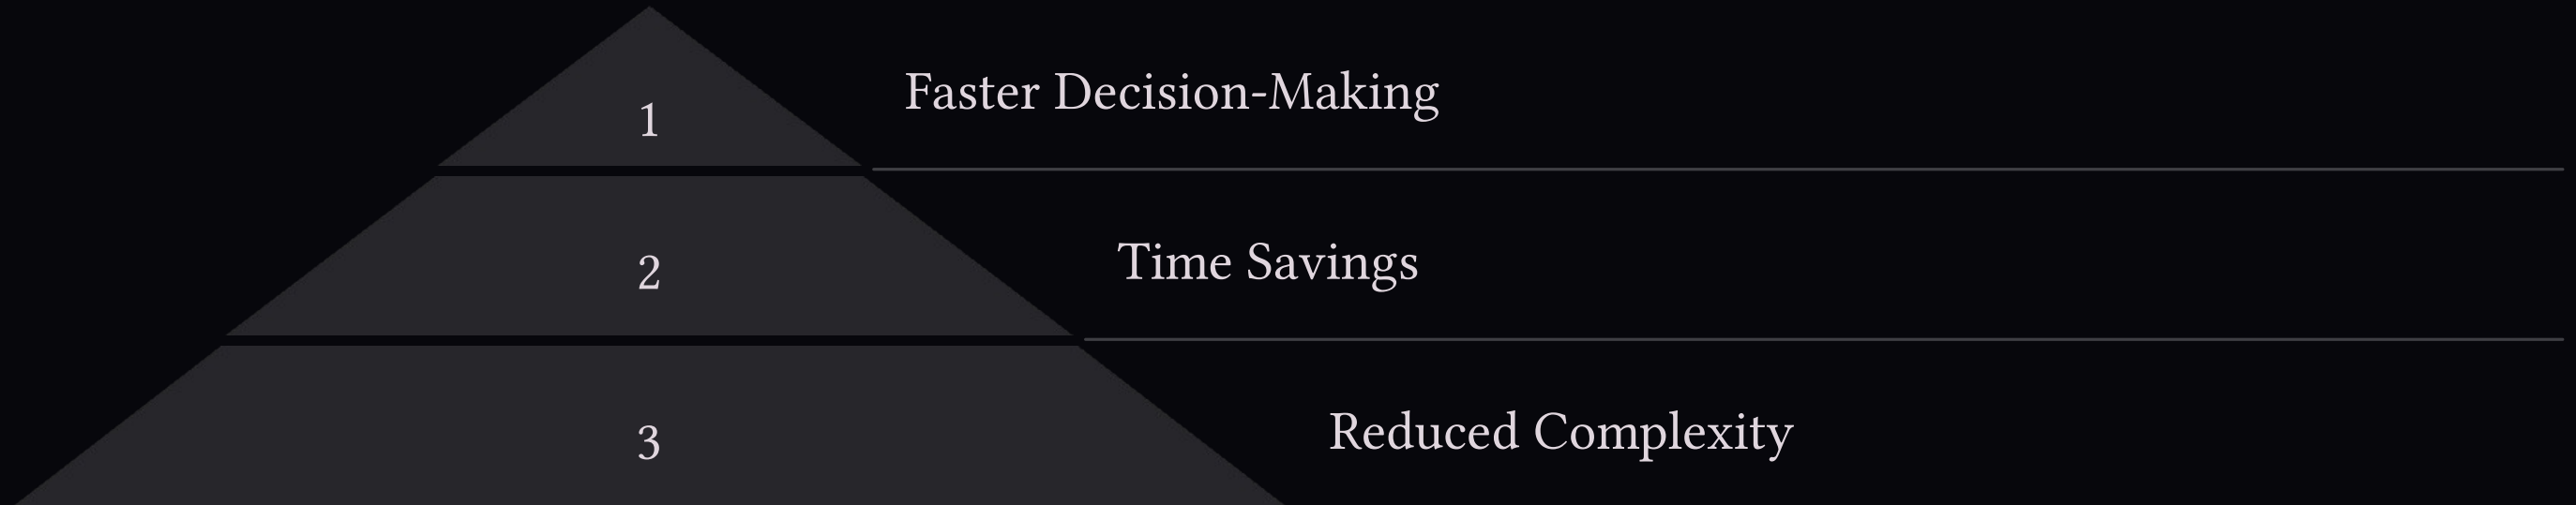 1
Faster Decision-Making
2
Time Savings
3
Reduced Complexity